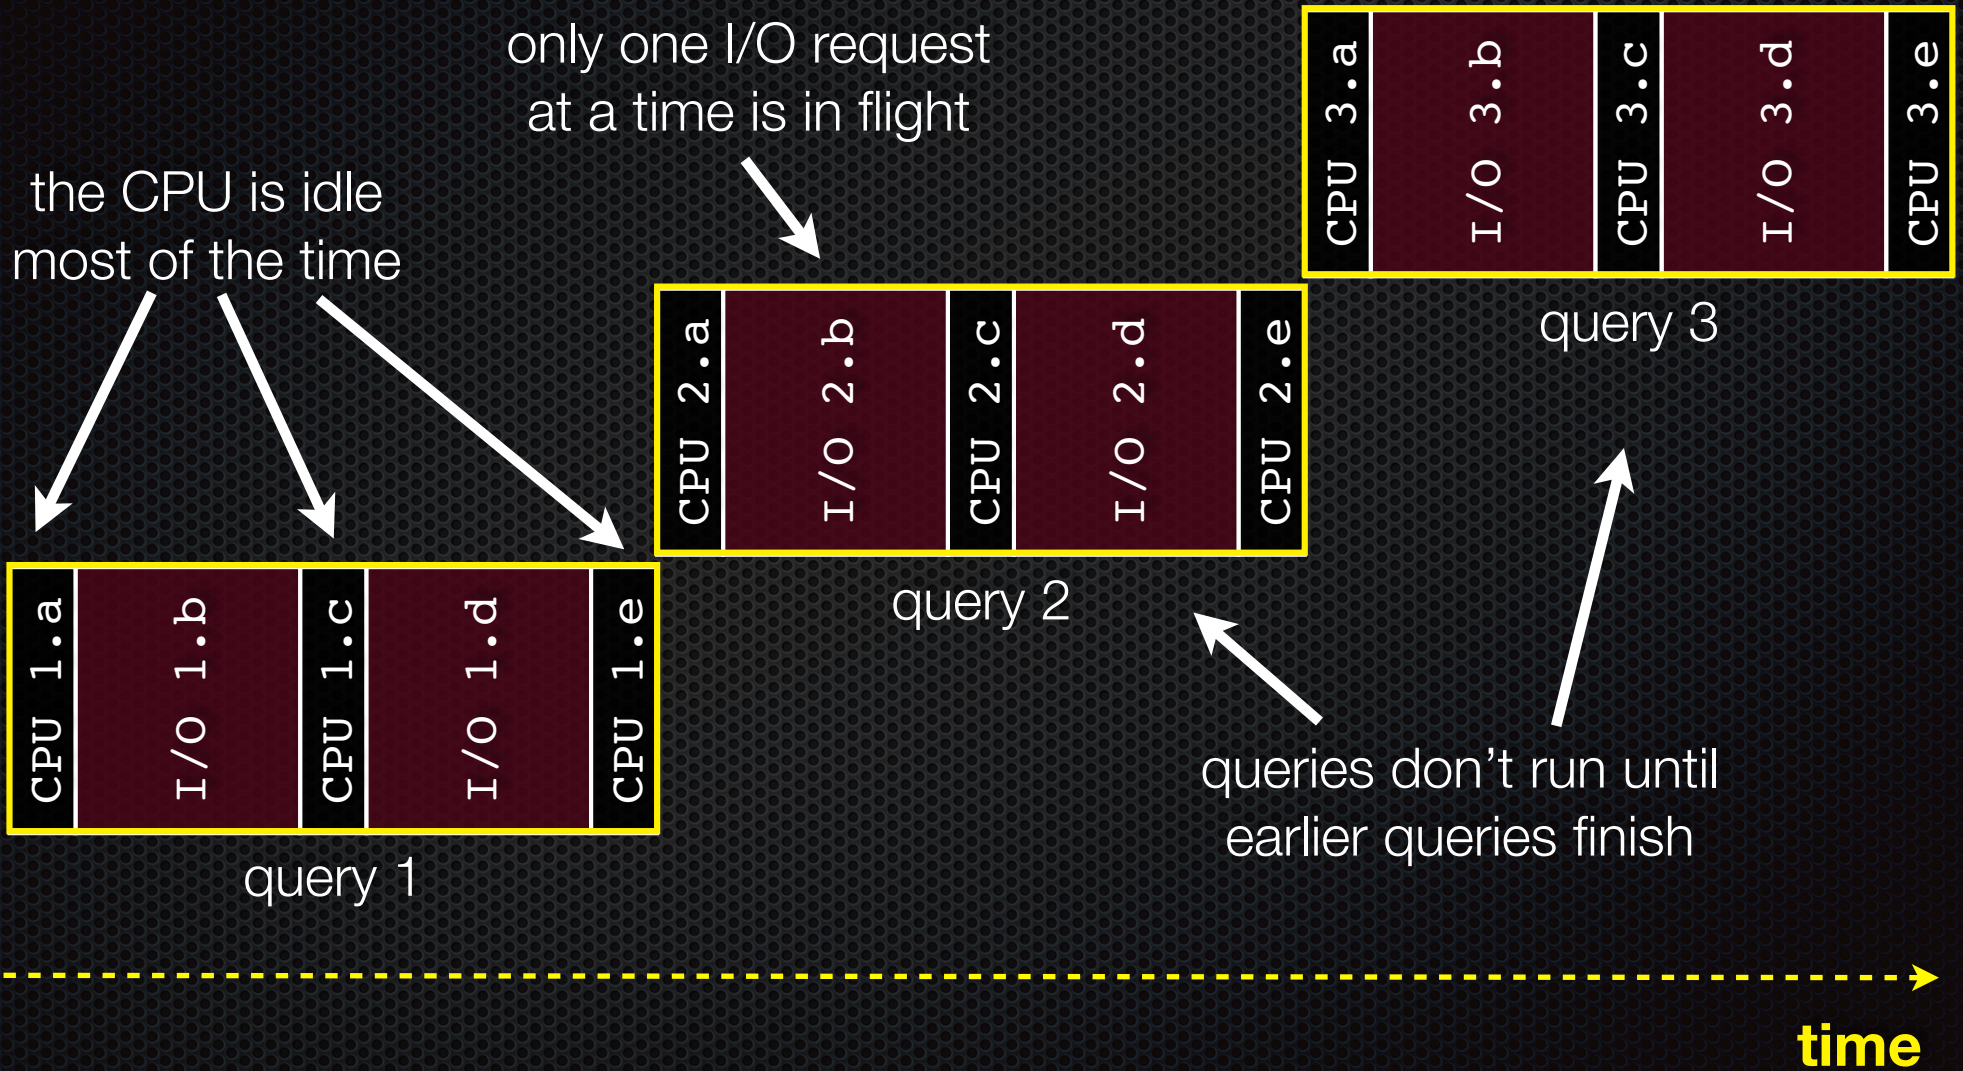 only one I/O request
at a time is in flight
the CPU is idle
most of the time
CPU 3.a
I/O 3.b
CPU 3.c
I/O 3.d
CPU 3.e
query 3
CPU 2.a
I/O 2.b
CPU 2.c
I/O 2.d
CPU 2.e
query 2
CPU 1.a
I/O 1.b
CPU 1.c
I/O 1.d
CPU 1.e
query 1
queries don’t run until
earlier queries finish
time